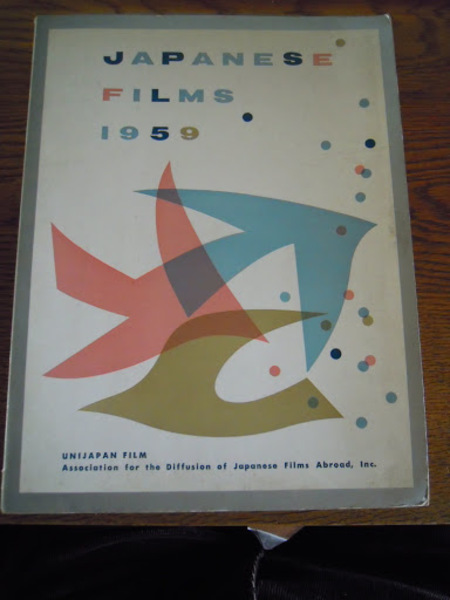 JAPANESE
FILMS
1959
UNIJAPAN FILM
Association for the Diffusion of Japanese Films Abroad, Inc.